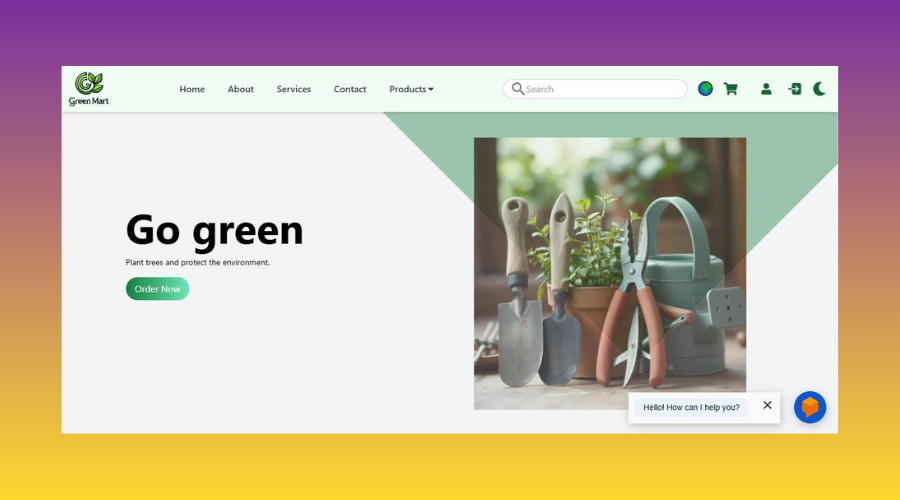 Green Mart
Home About Services Contact Products
Search
Go green
Plant trees and protect the environment.
Order Now
Hello! How can I help you?